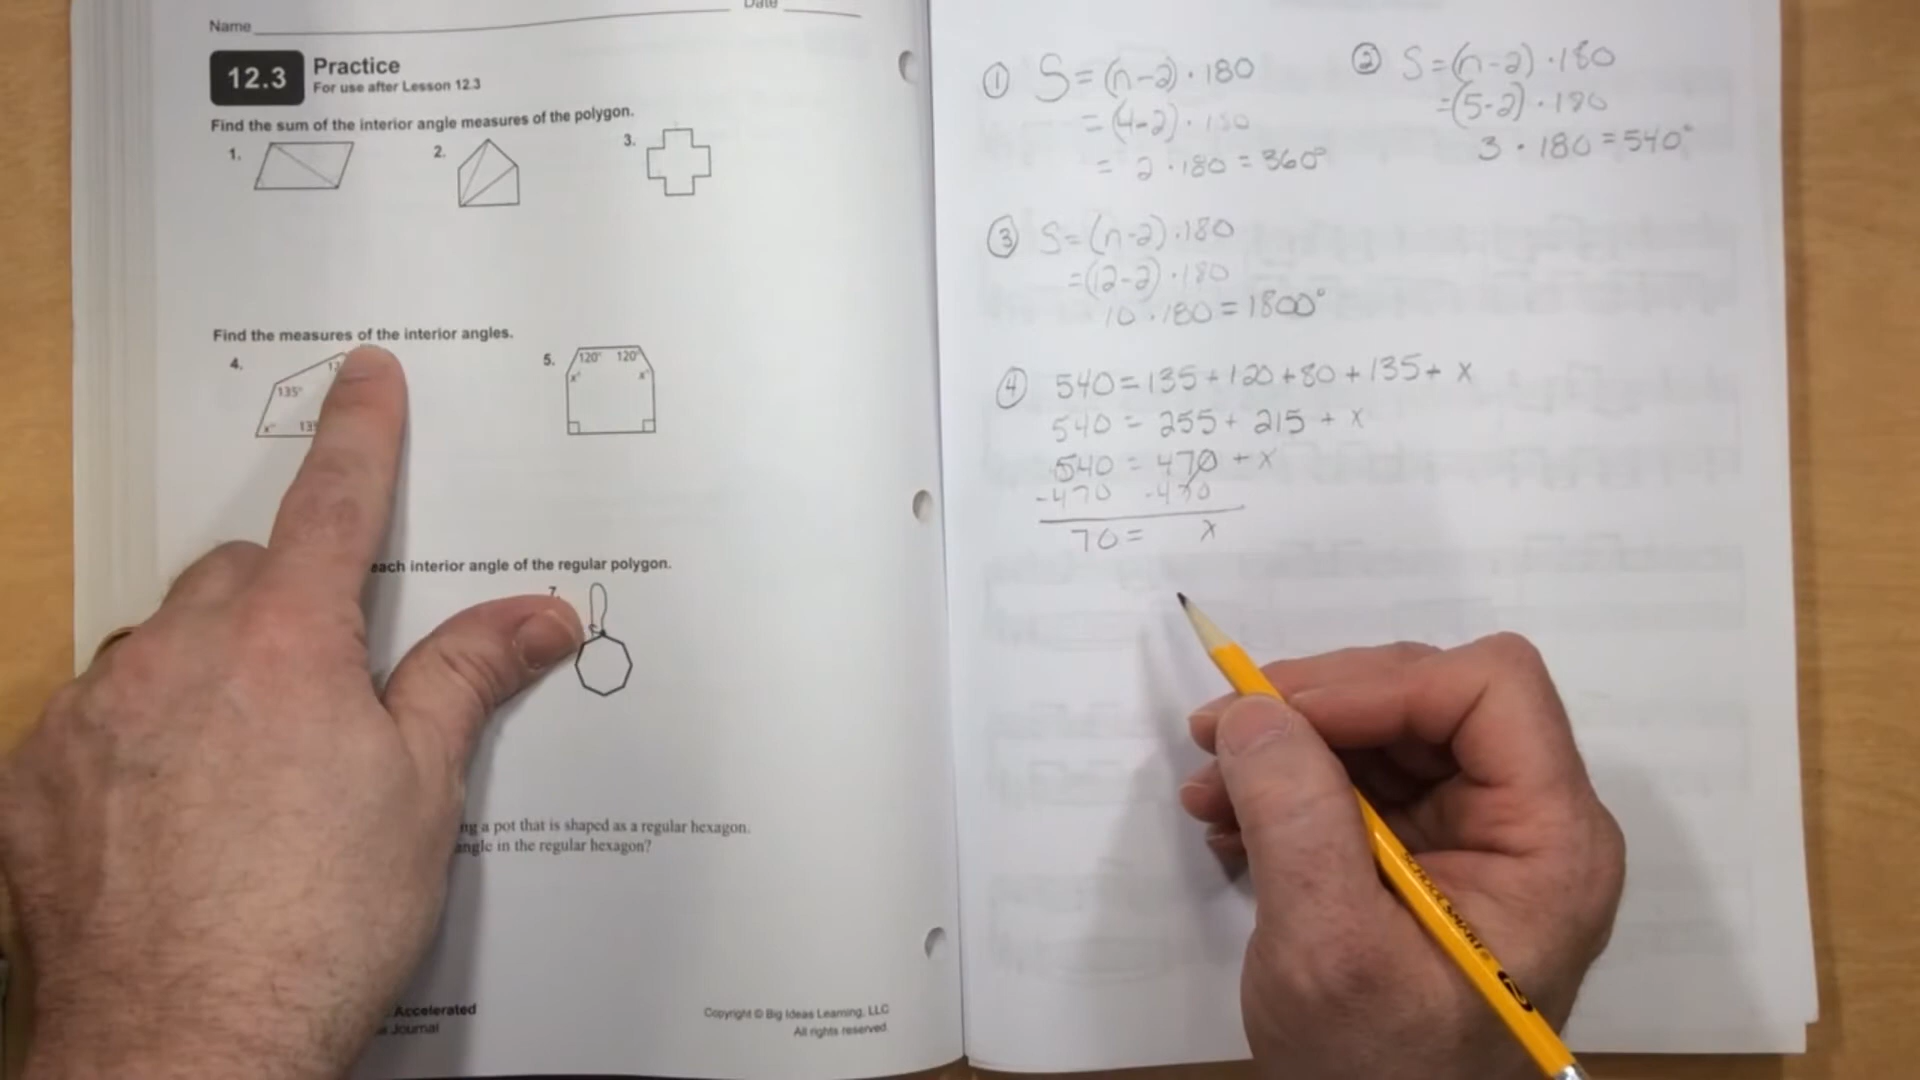 Name
Date
12.3
Practice
For use after Lesson 12.3
Find the sum of the interior angle measures of the polygon.
1.
2.
3.
Find the measures of the interior angles.
4.
135°
x°
5.
120° 120°
x° x°
each interior angle of the regular polygon.
7.
a pot that is shaped as a regular hexagon.
angle in the regular hexagon?
Accelerated
Journal
Copyright © Big Ideas Learning, LLC
All rights reserved.
① S=(n-2)·180
=(4-2)·180
= 2·180=360°
② S=(n-2)·180
=(5-2)·180
3·180=540°
③ S=(n-2)·180
=(12-2)·180
10·180=1800°
④ 540=135+120+80+135+x
540=255+215+x
540=470+x
-470 -470
70= x
SCHOOL SMART
2